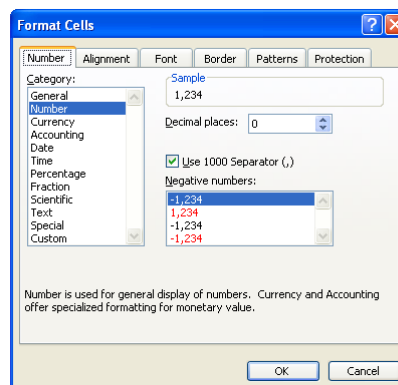 Format Cells
Number Alignment Font Border Patterns Protection
Category:
General
Number
Currency
Accounting
Date
Time
Percentage
Fraction
Scientific
Text
Special
Custom
Sample
1,234
Decimal places: 0
Use 1000 Separator (,)
Negative numbers:
-1,234
1,234
-1,234
-1,234
Number is used for general display of numbers. Currency and Accounting
offer specialized formatting for monetary value.
OK Cancel